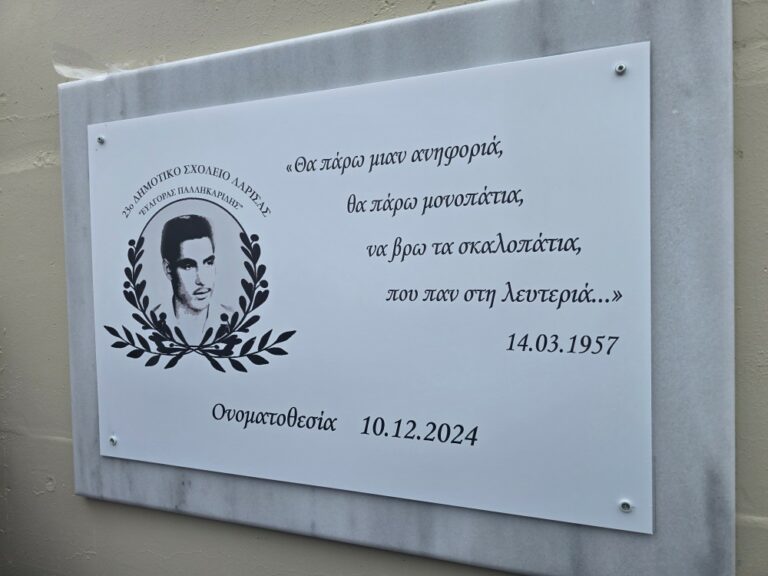 23ο ΔΗΜΟΤΙΚΟ ΣΧΟΛΕΙΟ ΛΑΡΙΣΑΣ
"ΕΥΑΓΟΡΑΣ ΠΑΛΛΗΚΑΡΙΔΗΣ"
«Θα πάρω μιαν ανηφοριά,
θα πάρω μονοπάτια,
να βρω τα σκαλοπάτια,
που παν στη λευτεριά...»
14.03.1957
Ονοματοθεσία 10.12.2024